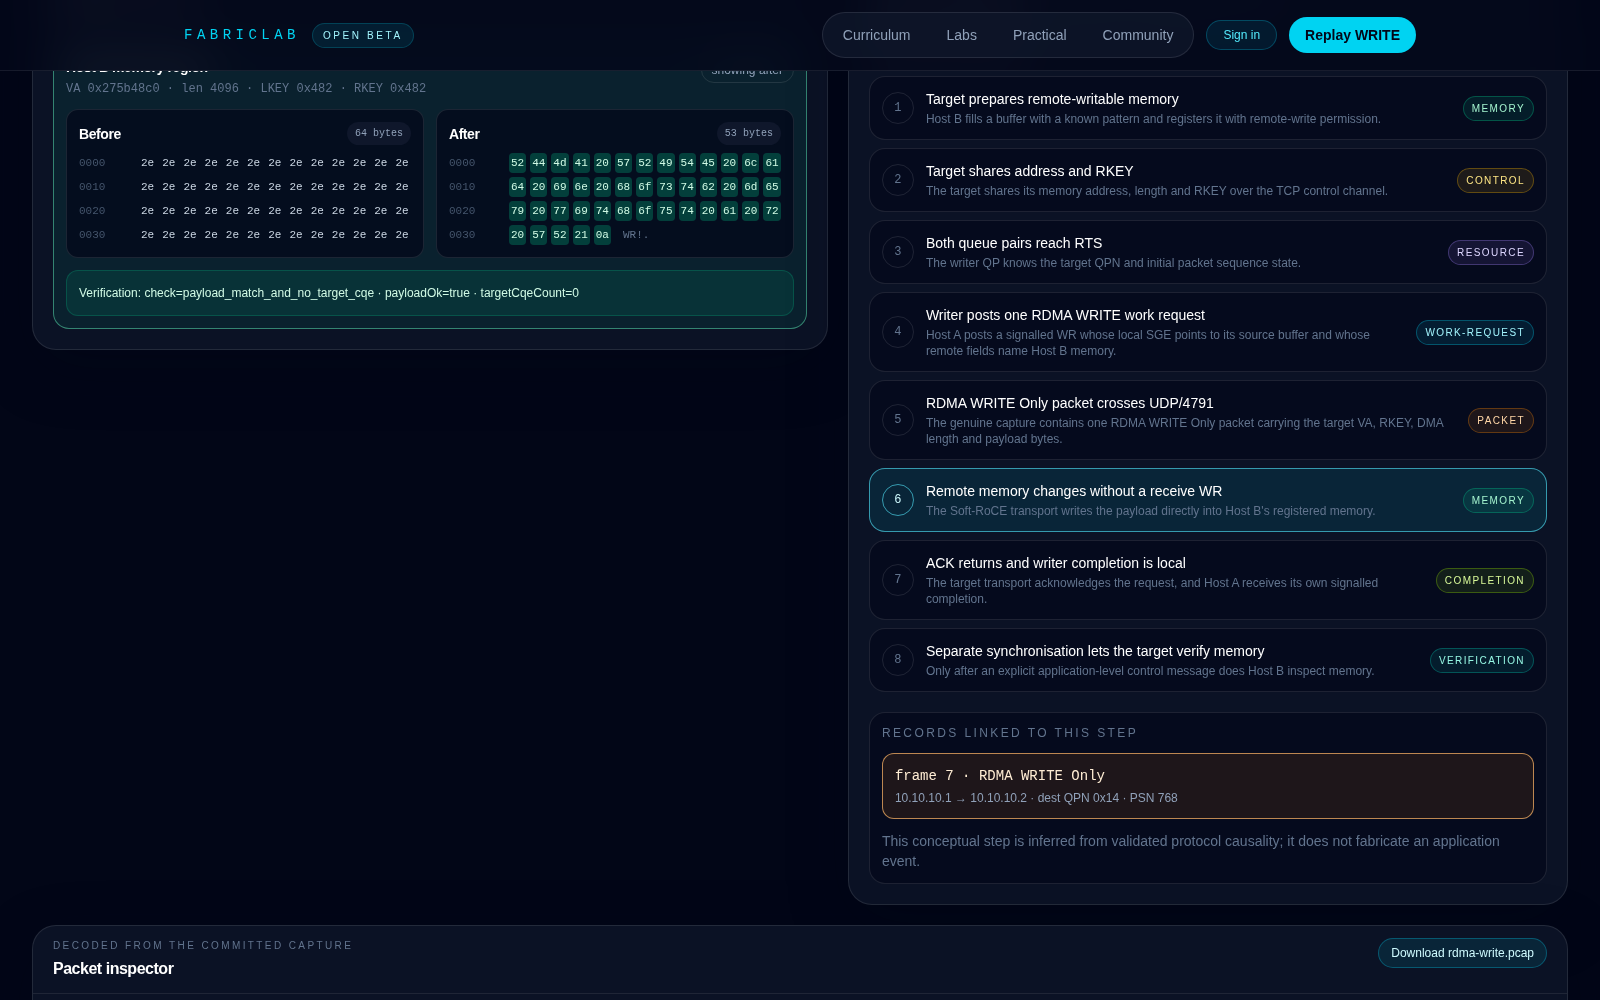 FABRICLAB
OPEN BETA
Curriculum
Labs
Practical
Community
Sign in
Replay WRITE
Host B memory region
showing after
VA 0x275b48c0 · len 4096 · LKEY 0x482 · RKEY 0x482
Before
64 bytes
0000 2e 2e 2e 2e 2e 2e 2e 2e 2e 2e 2e 2e 2e
0010 2e 2e 2e 2e 2e 2e 2e 2e 2e 2e 2e 2e 2e
0020 2e 2e 2e 2e 2e 2e 2e 2e 2e 2e 2e 2e 2e
0030 2e 2e 2e 2e 2e 2e 2e 2e 2e 2e 2e 2e 2e
After
53 bytes
0000 52 44 4d 41 20 57 52 49 54 45 20 6c 61
0010 64 20 69 6e 20 68 6f 73 74 62 20 6d 65
0020 79 20 77 69 74 68 6f 75 74 20 61 20 72
0030 20 57 52 21 0a WR!.
Verification: check=payload_match_and_no_target_cqe · payloadOk=true · targetCqeCount=0
1
Target prepares remote-writable memory
Host B fills a buffer with a known pattern and registers it with remote-write permission.
MEMORY
2
Target shares address and RKEY
The target shares its memory address, length and RKEY over the TCP control channel.
CONTROL
3
Both queue pairs reach RTS
The writer QP knows the target QPN and initial packet sequence state.
RESOURCE
4
Writer posts one RDMA WRITE work request
Host A posts a signalled WR whose local SGE points to its source buffer and whose
remote fields name Host B memory.
WORK-REQUEST
5
RDMA WRITE Only packet crosses UDP/4791
The genuine capture contains one RDMA WRITE Only packet carrying the target VA, RKEY, DMA
length and payload bytes.
PACKET
6
Remote memory changes without a receive WR
The Soft-RoCE transport writes the payload directly into Host B's registered memory.
MEMORY
7
ACK returns and writer completion is local
The target transport acknowledges the request, and Host A receives its own signalled
completion.
COMPLETION
8
Separate synchronisation lets the target verify memory
Only after an explicit application-level control message does Host B inspect memory.
VERIFICATION
RECORDS LINKED TO THIS STEP
frame 7 · RDMA WRITE Only
10.10.10.1 → 10.10.10.2 · dest QPN 0x14 · PSN 768
This conceptual step is inferred from validated protocol causality; it does not fabricate an application
event.
DECODED FROM THE COMMITTED CAPTURE
Packet inspector
Download rdma-write.pcap